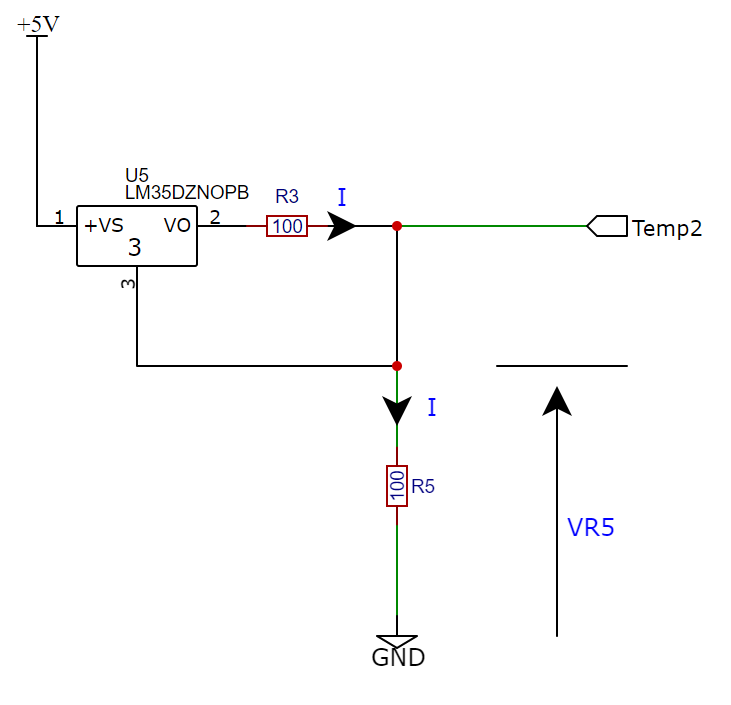 +5V
U5
LM35DZNOPB
1
+VS
VO
2
3
3
R3
100
I
Temp2
I
100
R5
VR5
GND